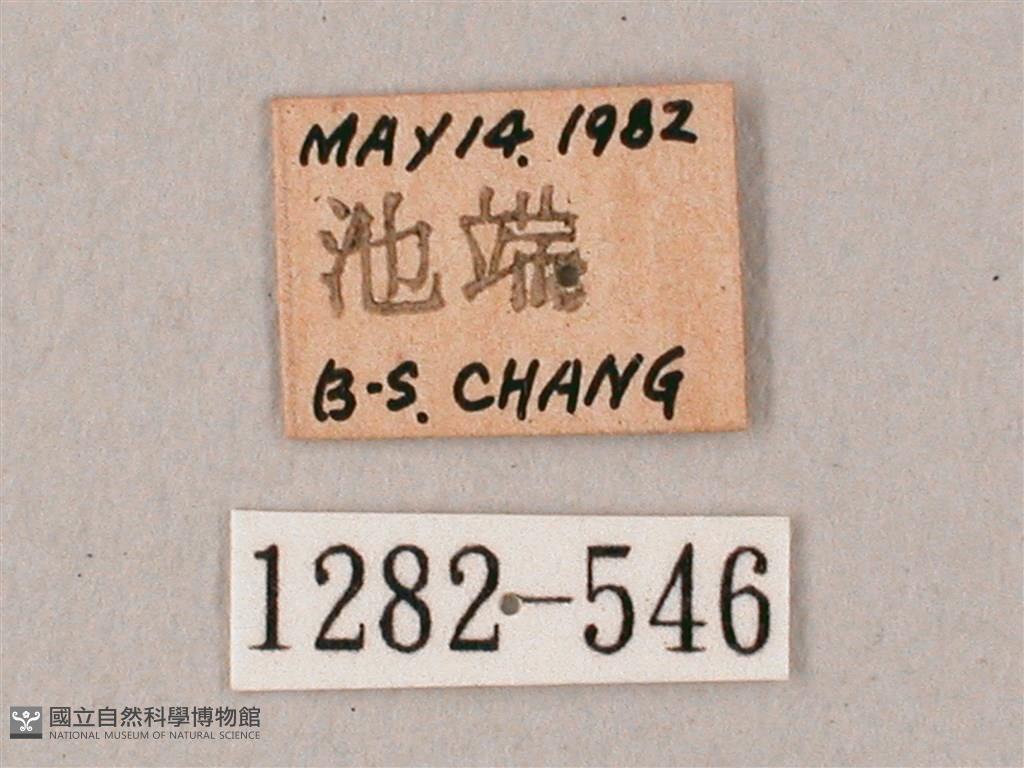 MAY 14. 1982
池端
B-S. CHANG
1282-546
國立自然科學博物館
NATIONAL MUSEUM OF NATURAL SCIENCE